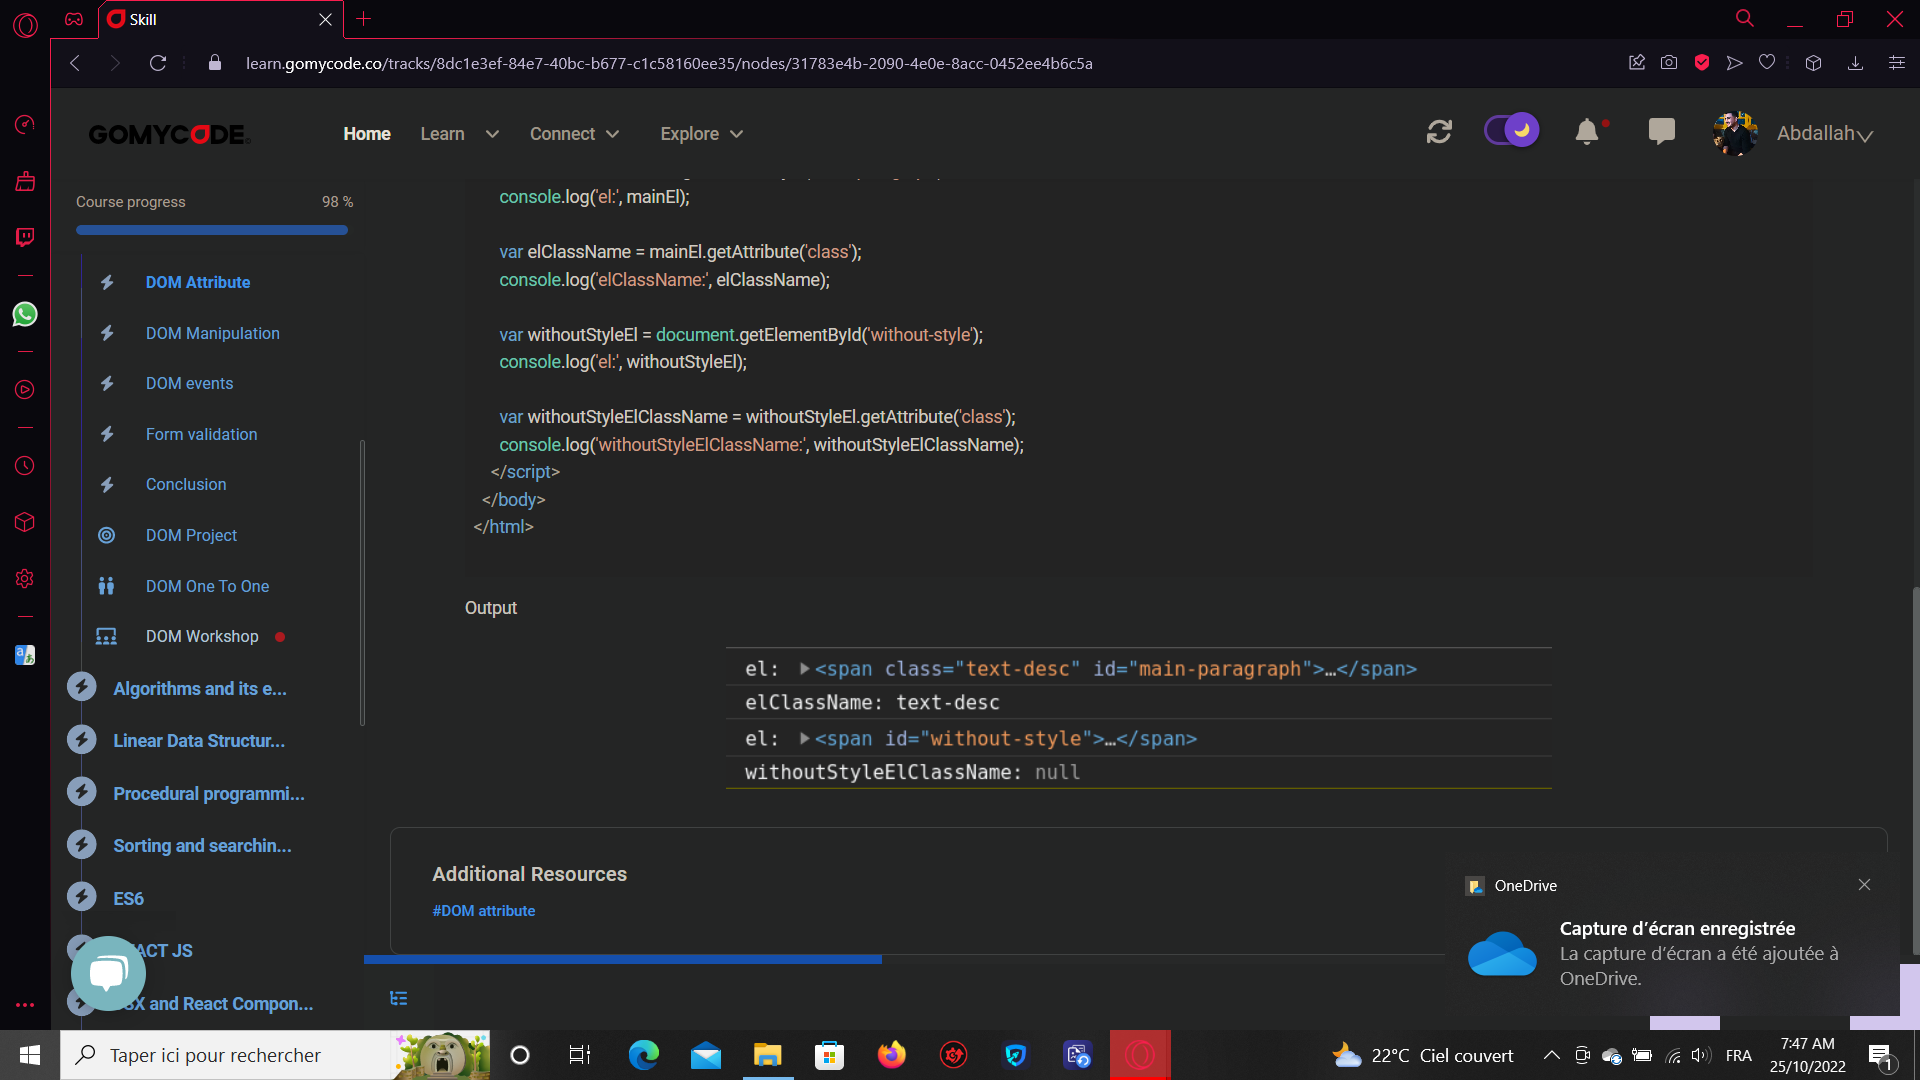 Skill
learn.gomycode.co/tracks/8dc1e3ef-84e7-40bc-b677-c1c58160ee35/nodes/31783e4b-2090-4e0e-8acc-0452ee4b6c5a
GOMYCODE
Home
Learn
Connect
Explore
Abdallah
Course progress
98 %
DOM Attribute
DOM Manipulation
DOM events
Form validation
Conclusion
DOM Project
DOM One To One
DOM Workshop
Algorithms and its e...
Linear Data Structur...
Procedural programmi...
Sorting and searchin...
ES6
ACT JS
SX and React Compon...
console.log('el:', mainEl);
var elClassName = mainEl.getAttribute('class');
console.log('elClassName:', elClassName);
var withoutStyleEl = document.getElementById('without-style');
console.log('el:', withoutStyleEl);
var withoutStyleElClassName = withoutStyleEl.getAttribute('class');
console.log('withoutStyleElClassName:', withoutStyleElClassName);
</script>
</body>
</html>
Output
el: ▶<span class="text-desc" id="main-paragraph">…</span>
elClassName: text-desc
el: ▶<span id="without-style">…</span>
withoutStyleElClassName: null
Additional Resources
#DOM attribute
OneDrive
Capture d'écran enregistrée
La capture d'écran a été ajoutée à
OneDrive.
Taper ici pour rechercher
22°C Ciel couvert
FRA
7:47 AM
25/10/2022
1